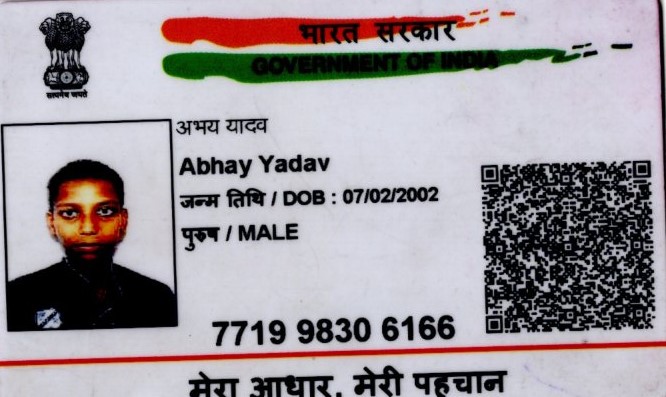 सत्यमेव जयते
भारत सरकार
GOVERNMENT OF INDIA
अभय यादव
Abhay Yadav
जन्म तिथि / DOB : 07/02/2002
पुरुष / MALE
7719 9830 6166
मेरा आधार, मेरी पहचान